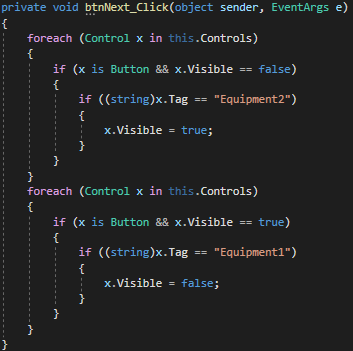 private void btnNext_Click(object sender, EventArgs e)
{
    foreach (Control x in this.Controls)
    {
        if (x is Button && x.Visible == false)
        {
            if ((string)x.Tag == "Equipment2")
            {
                x.Visible = true;
            }
        }
    }
    foreach (Control x in this.Controls)
    {
        if (x is Button && x.Visible == true)
        {
            if ((string)x.Tag == "Equipment1")
            {
                x.Visible = false;
            }
        }
    }
}